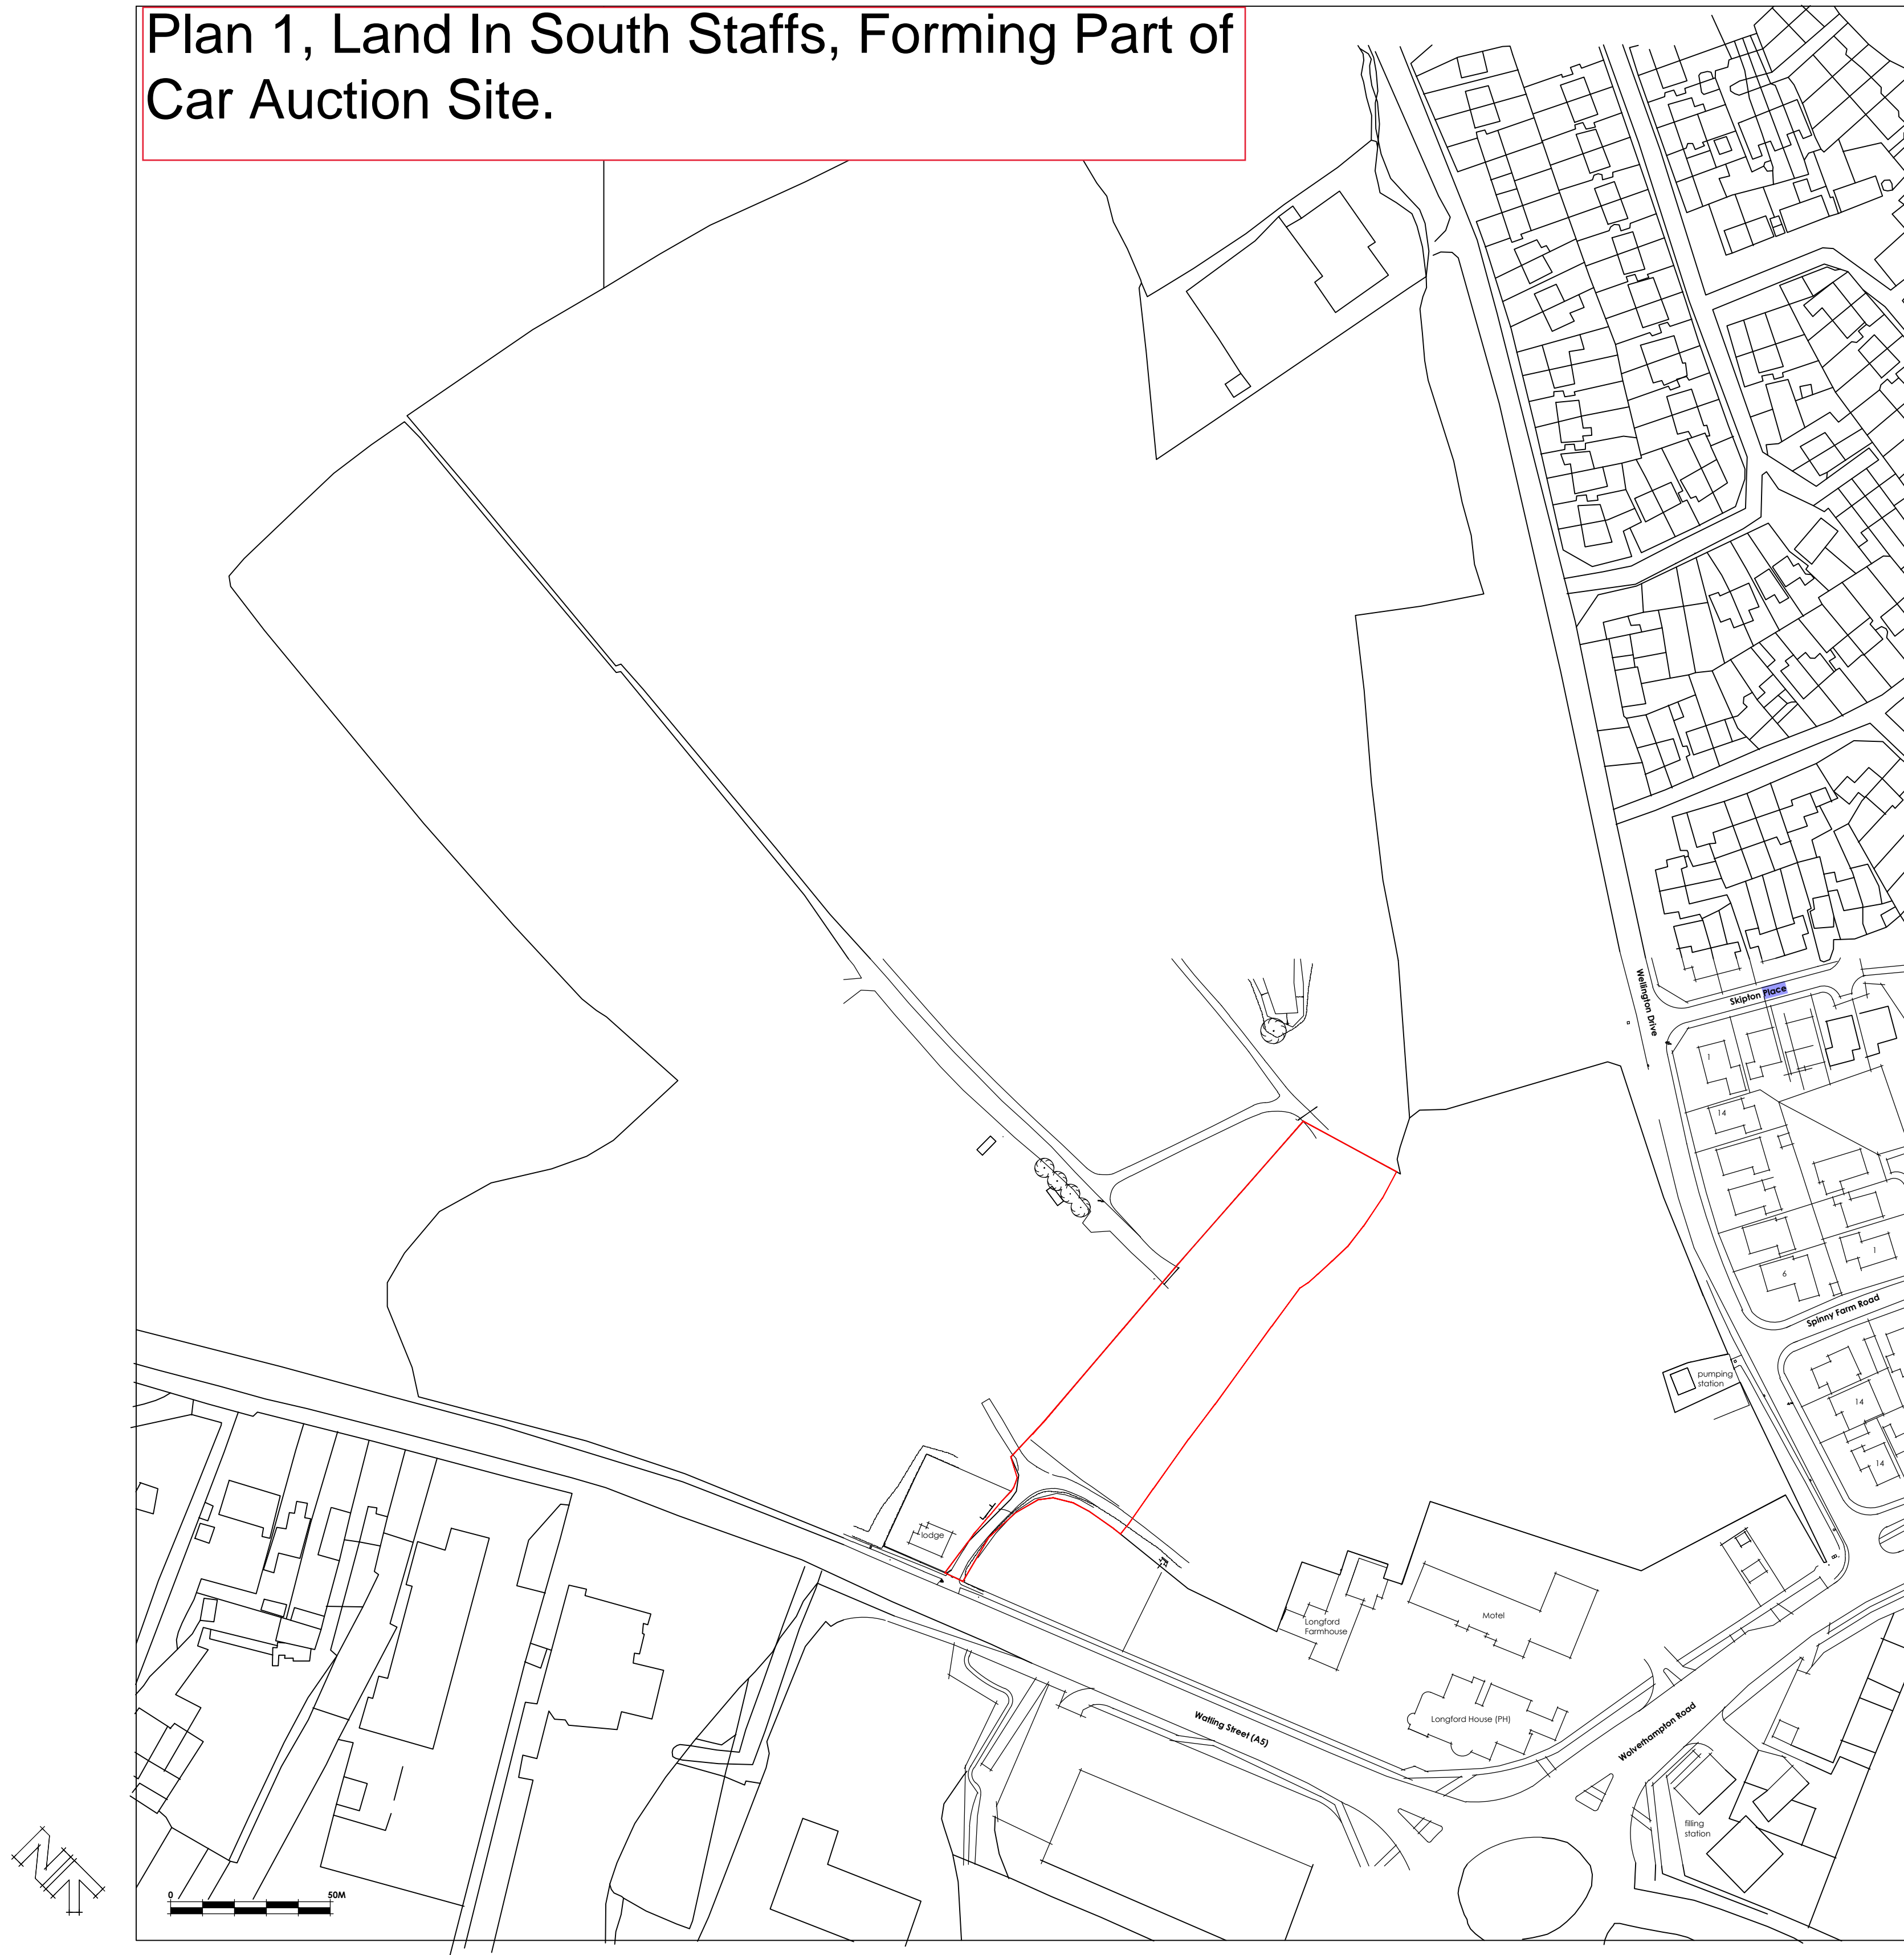 Plan 1, Land In South Staffs, Forming Part of
Car Auction Site.
Wellington Drive
Skipton Place
1
14
1
6
Spinny Farm Road
pumping
station
14
14
lodge
Longford
Farmhouse
Motel
Longford House (PH)
Watling Street (A5)
Wolverhampton Road
filling
station
N
0
50M